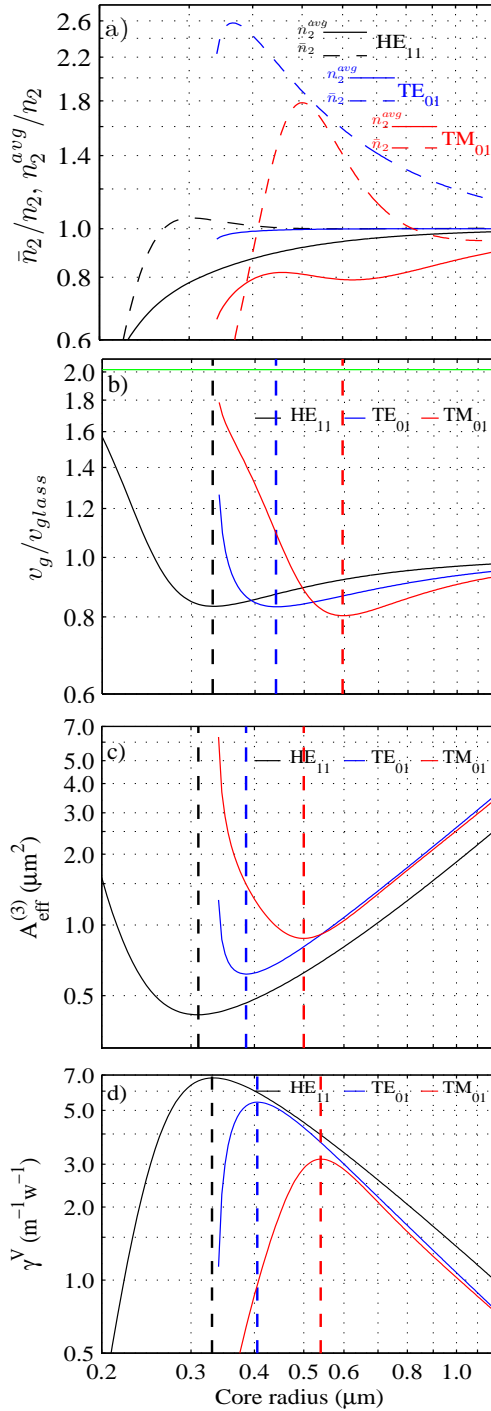 a)
2.6
2.2
1.8
1.4
1.0
0.8
0.6
n̄₂/n₂, n₂^avg/n₂
n₂^avg
n̄₂
HE₁₁
n₂^avg
n̄₂
TE₀₁
n₂^avg
n̄₂
TM₀₁
b)
2.0
1.8
1.6
1.4
1.2
1.0
0.8
0.6
v_g/v_glass
HE₁₁ TE₀₁ TM₀₁
c)
7.0
5.0
4.0
3.0
2.0
1.0
0.5
A_eff^(3) (μm²)
HE₁₁ TE₀₁ TM₀₁
d)
7.0
5.0
3.0
2.0
1.0
0.5
γ^V (m⁻¹w⁻¹)
HE₁₁ TE₀₁ TM₀₁
0.2 0.3 0.4 0.5 0.6 0.8 1.0
Core radius (μm)